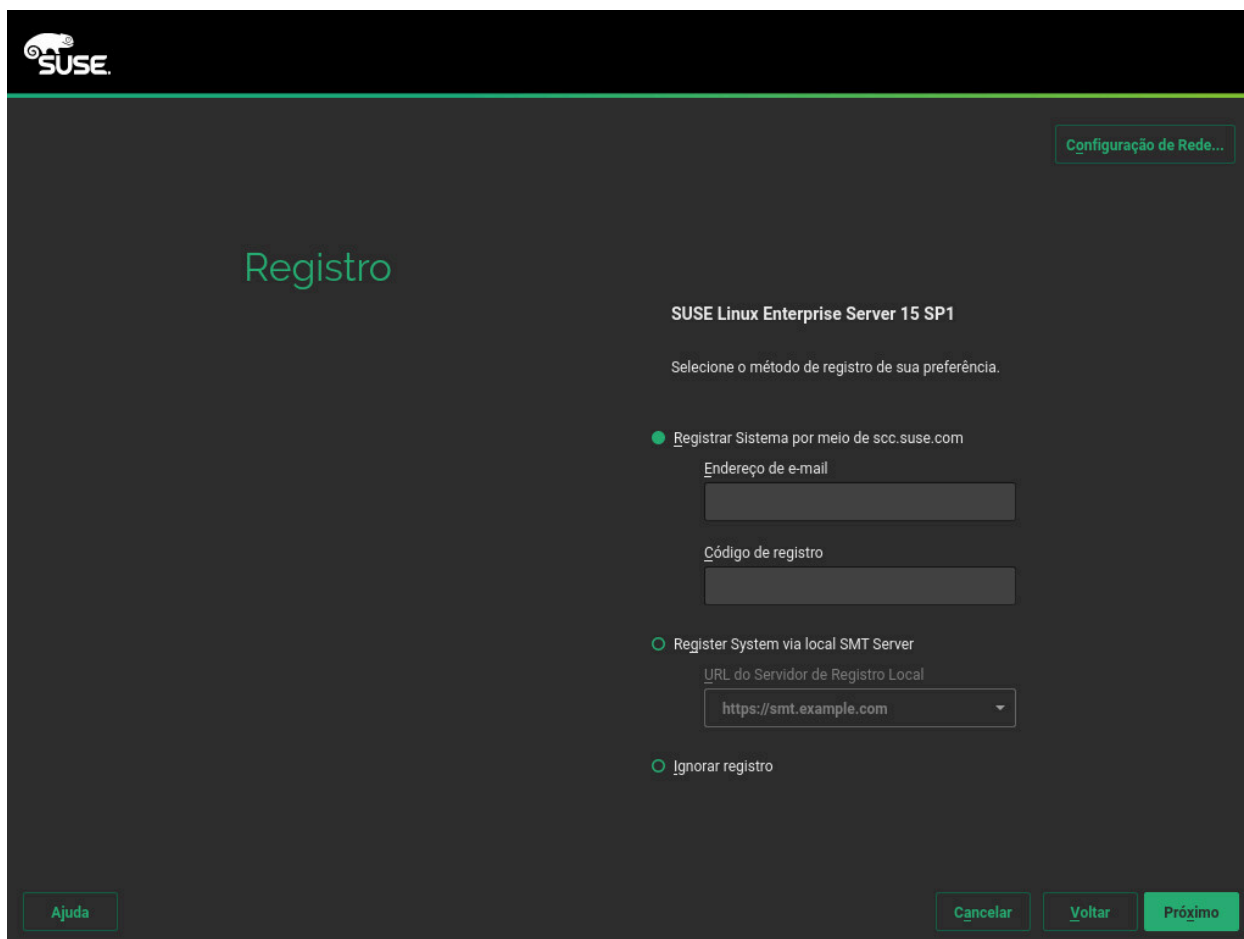 SUSE.
Configuração de Rede...
Registro
SUSE Linux Enterprise Server 15 SP1
Selecione o método de registro de sua preferência.
Registrar Sistema por meio de scc.suse.com
Endereço de e-mail
Código de registro
Register System via local SMT Server
URL do Servidor de Registro Local
https://smt.example.com
Ignorar registro
Ajuda
Cancelar
Voltar
Próximo